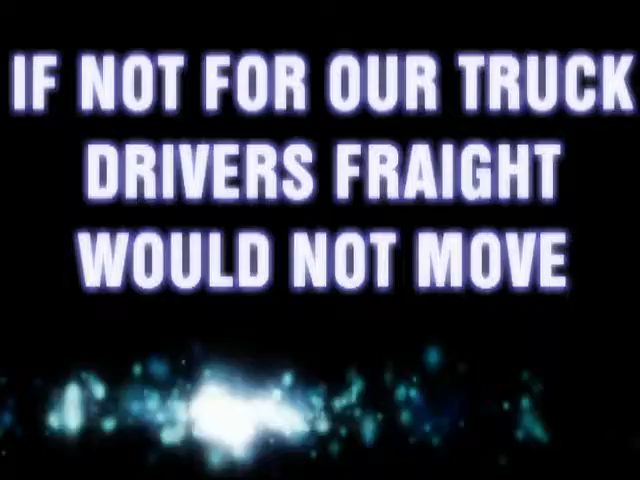 IF NOT FOR OUR TRUCK
DRIVERS FRAIGHT
WOULD NOT MOVE